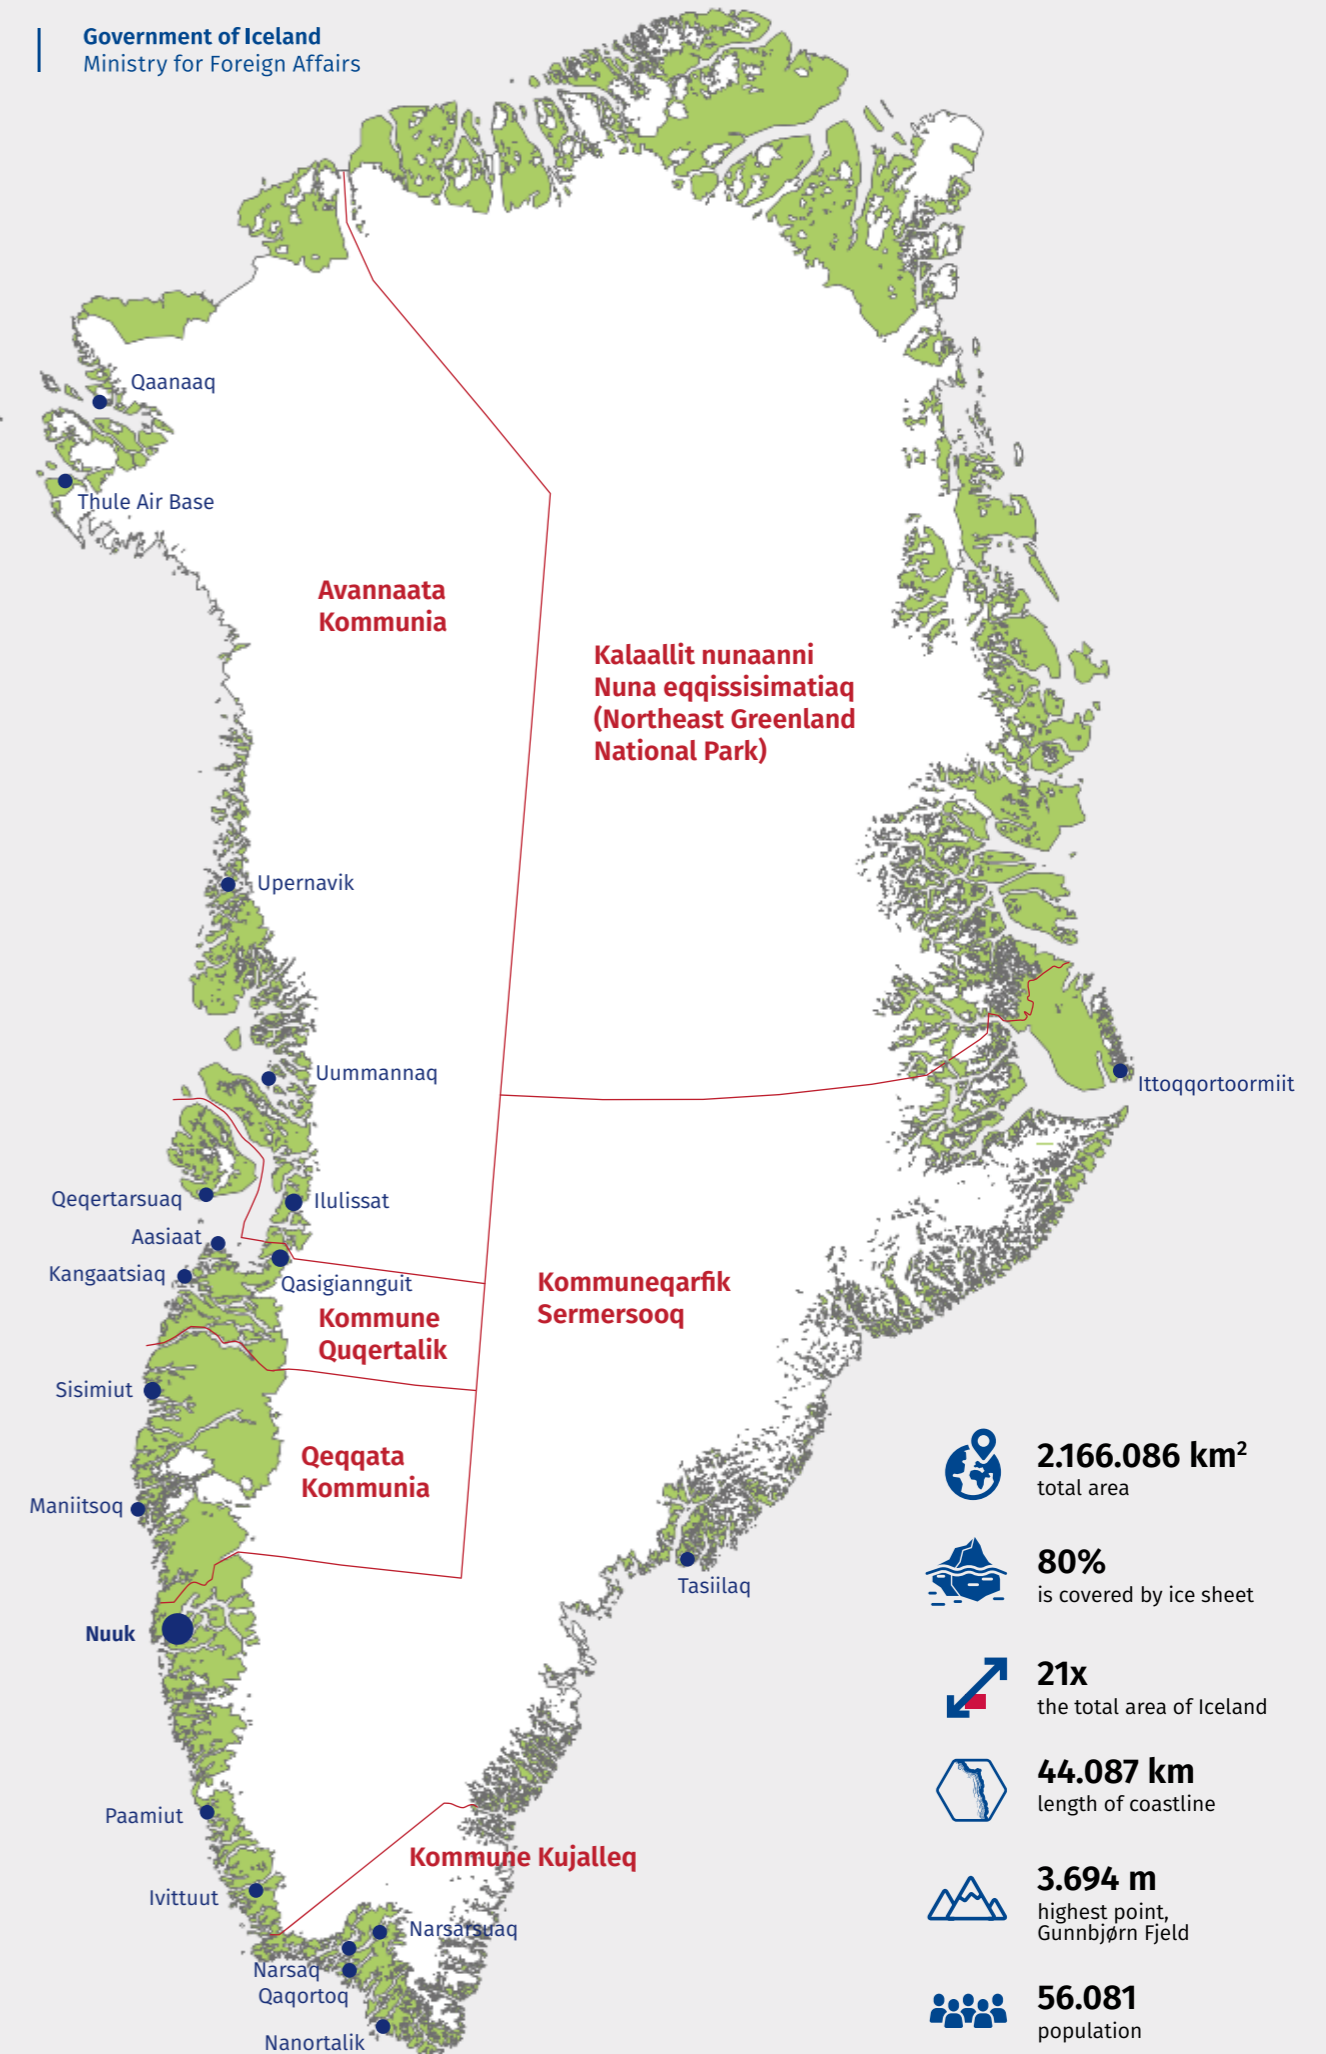 Government of Iceland
Ministry for Foreign Affairs
Qaanaaq
Thule Air Base
Avannaata
Kommunia
Kalaallit nunaanni
Nuna eqqissisimatiaq
(Northeast Greenland
National Park)
Upernavik
Uummannaq
Ittoqqortoormiit
Qeqertarsuaq
Ilulissat
Aasiaat
Kangaatsiaq
Qasigiannguit
Kommuneqarfik
Sermersooq
Kommune
Quqertalik
Sisimiut
Qeqqata
Kommunia
Maniitsoq
Tasiilaq
Nuuk
Paamiut
Kommune Kujalleq
Ivittuut
Narsarsuaq
Narsaq
Qaqortoq
Nanortalik
2.166.086 km²
total area
80%
is covered by ice sheet
21x
the total area of Iceland
44.087 km
length of coastline
3.694 m
highest point,
Gunnbjørn Fjeld
56.081
population